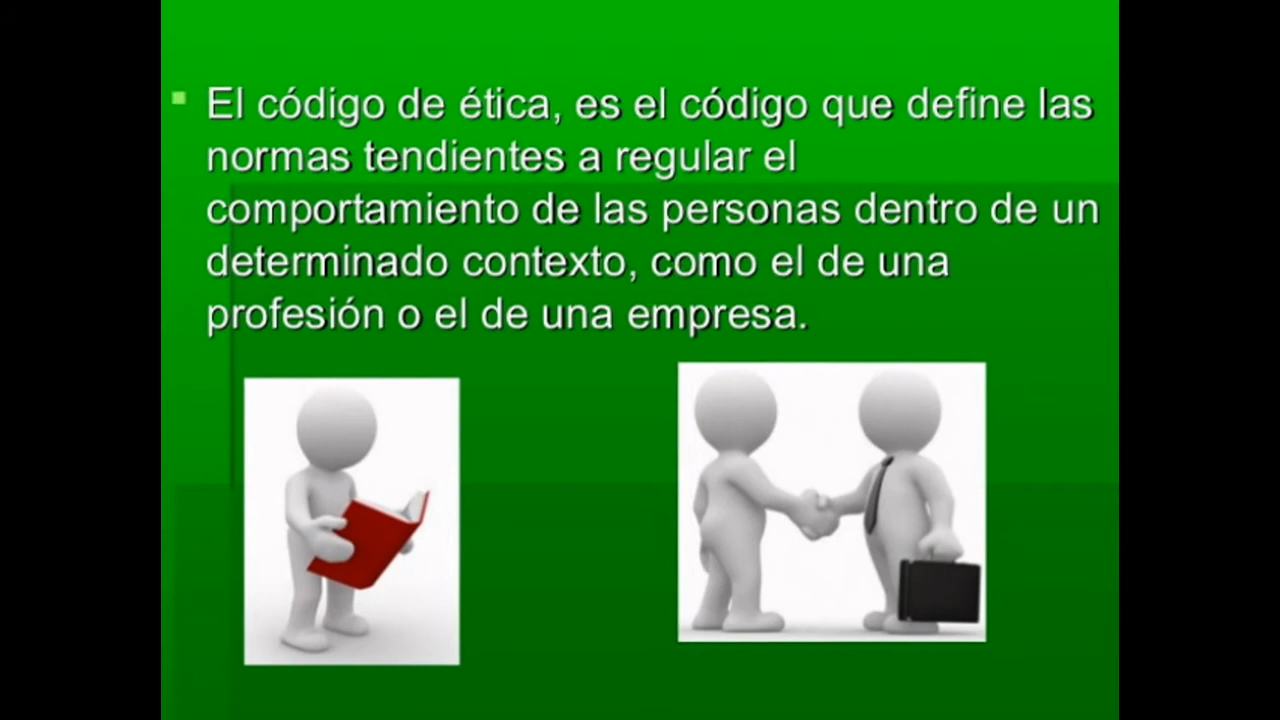 El código de ética, es el código que define las
normas tendientes a regular el
comportamiento de las personas dentro de un
determinado contexto, como el de una
profesión o el de una empresa.